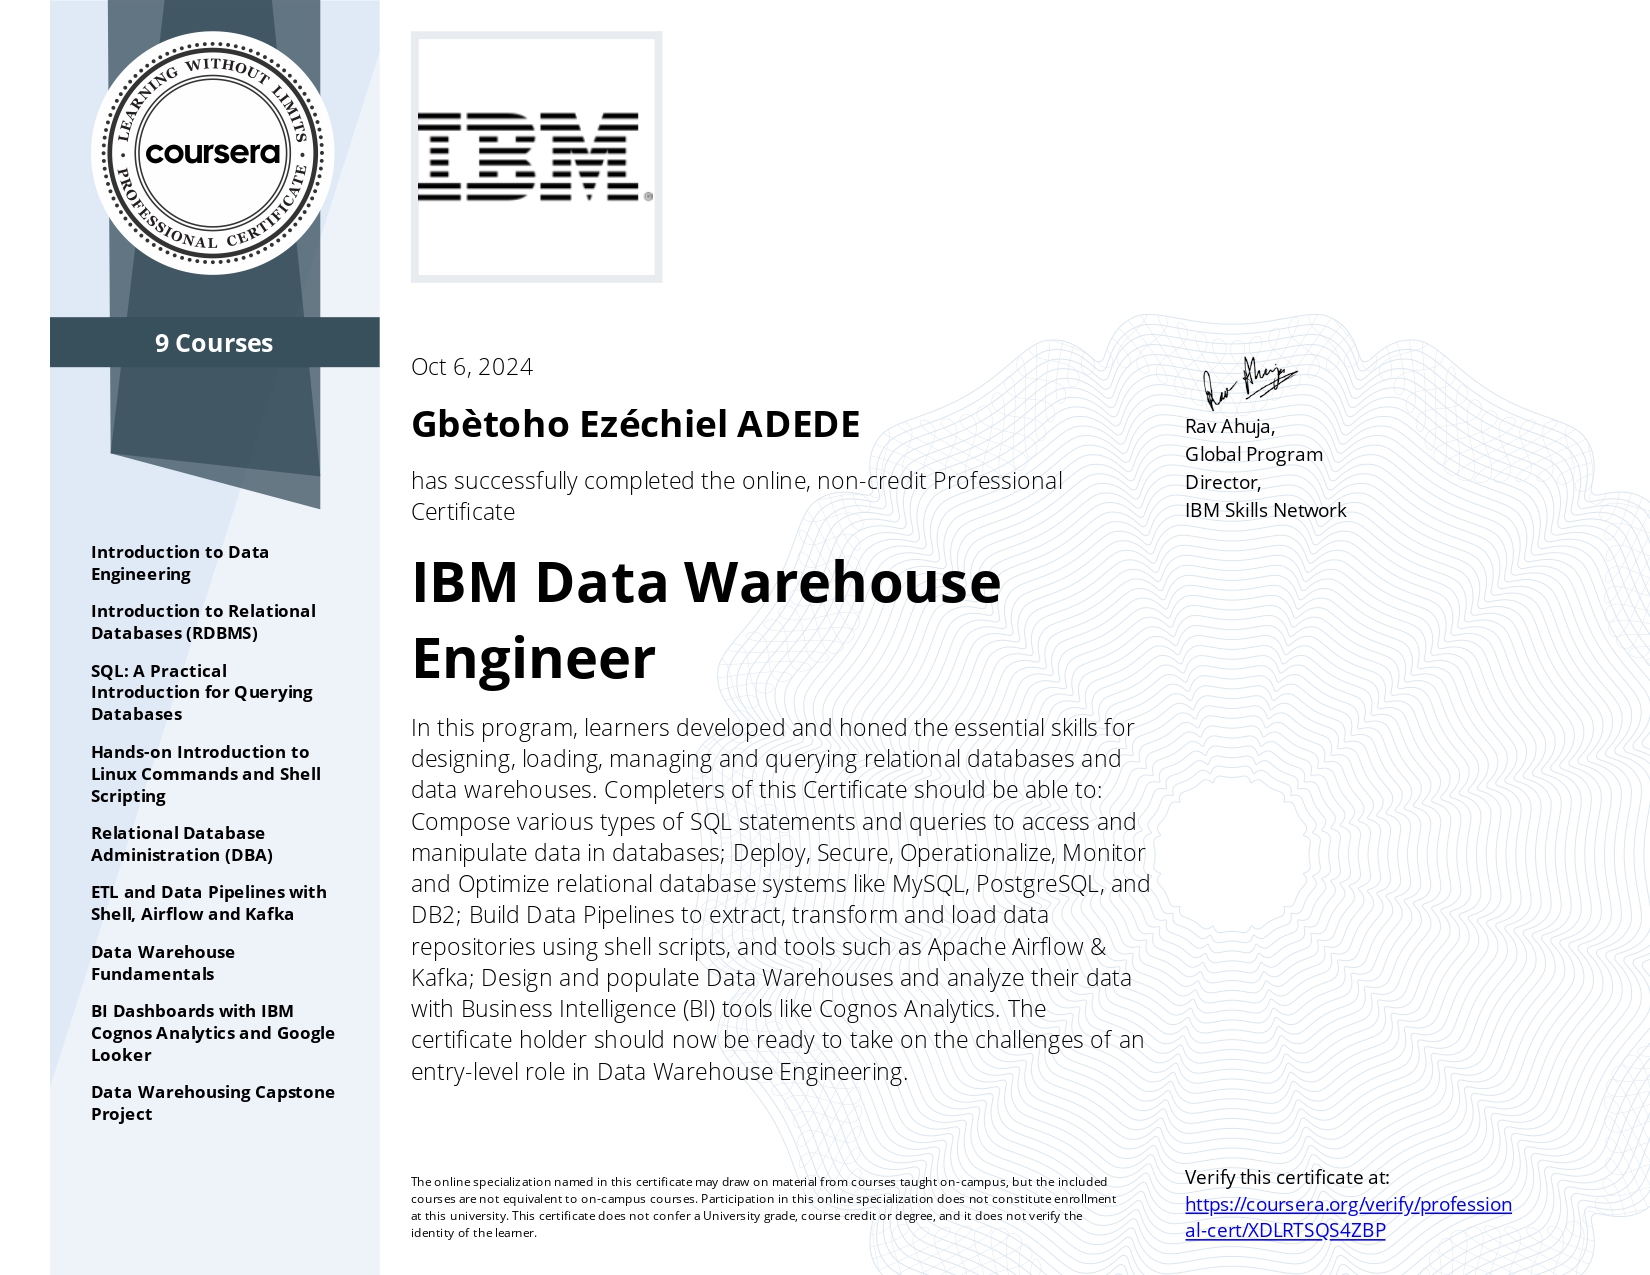 LEARNING WITHOUT LIMITS
coursera
PROFESSIONAL CERTIFICATE
9 Courses
Introduction to Data
Engineering
Introduction to Relational
Databases (RDBMS)
SQL: A Practical
Introduction for Querying
Databases
Hands-on Introduction to
Linux Commands and Shell
Scripting
Relational Database
Administration (DBA)
ETL and Data Pipelines with
Shell, Airflow and Kafka
Data Warehouse
Fundamentals
BI Dashboards with IBM
Cognos Analytics and Google
Looker
Data Warehousing Capstone
Project
IBM®
Oct 6, 2024
Gbètoho Ezéchiel ADEDE
has successfully completed the online, non-credit Professional
Certificate
IBM Data Warehouse
Engineer
In this program, learners developed and honed the essential skills for
designing, loading, managing and querying relational databases and
data warehouses. Completers of this Certificate should be able to:
Compose various types of SQL statements and queries to access and
manipulate data in databases; Deploy, Secure, Operationalize, Monitor
and Optimize relational database systems like MySQL, PostgreSQL, and
DB2; Build Data Pipelines to extract, transform and load data
repositories using shell scripts, and tools such as Apache Airflow &
Kafka; Design and populate Data Warehouses and analyze their data
with Business Intelligence (BI) tools like Cognos Analytics. The
certificate holder should now be ready to take on the challenges of an
entry-level role in Data Warehouse Engineering.
The online specialization named in this certificate may draw on material from courses taught on-campus, but the included
courses are not equivalent to on-campus courses. Participation in this online specialization does not constitute enrollment
at this university. This certificate does not confer a University grade, course credit or degree, and it does not verify the
identity of the learner.
Rav Ahuja
Rav Ahuja,
Global Program
Director,
IBM Skills Network
Verify this certificate at:
https://coursera.org/verify/profession
al-cert/XDLRTSQS4ZBP